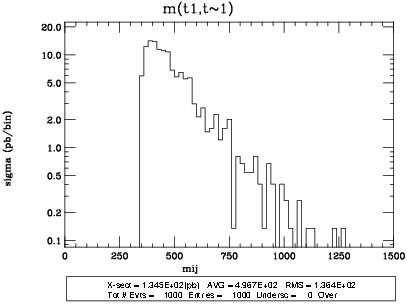 m(t1,t~1)
sigma (pb/bin)
20.0
10.0
5.0
2.0
1.0
0.5
0.2
0.1
0 250 500 750 1000 1250 1500
mij
X-sect = 1.345E+02(pb) AVG = 4.967E+02 RMS = 1.364E+02
Tot # Evts = 1000 Entries = 1000 Undersc = 0 Over